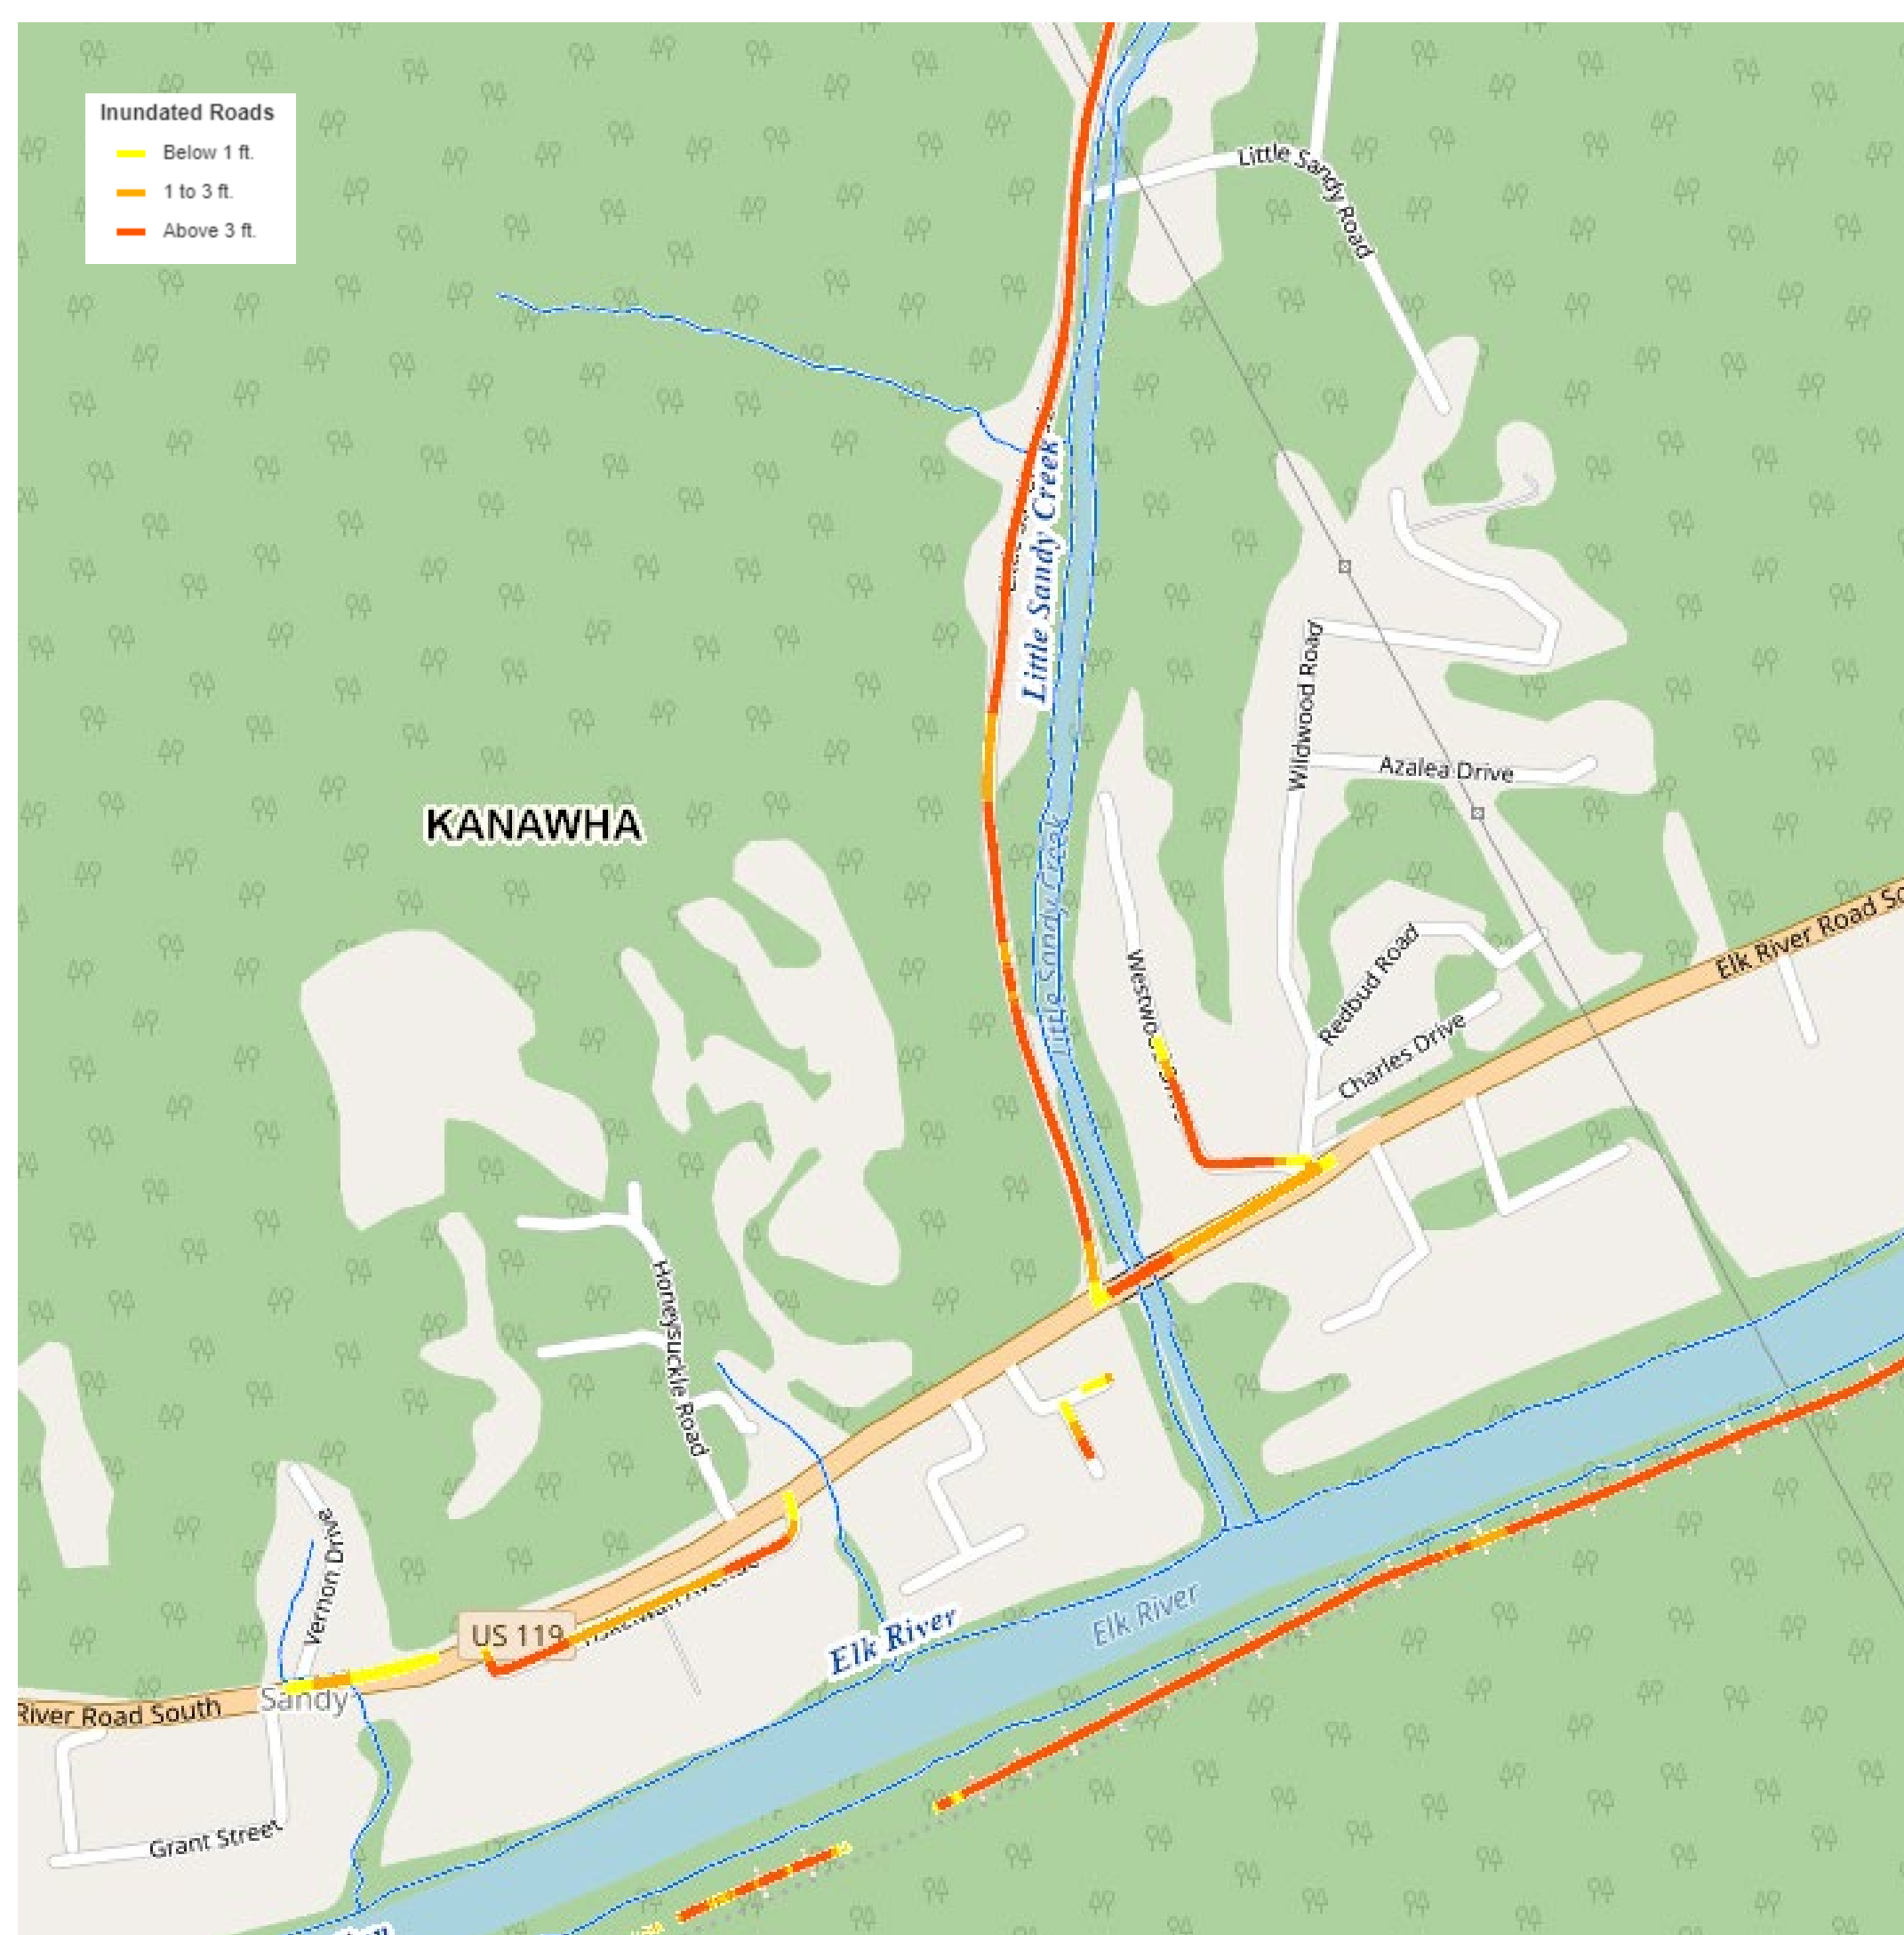 Inundated Roads
Below 1 ft.
1 to 3 ft.
Above 3 ft.
Little Sandy Road
Little Sandy Creek
Wildwood Road
Azalea Drive
KANAWHA
Little Sandy Creek
Elk River Road So
Redbud Road
Charles Drive
Honeysuckle Road
Vernon Drive
US 119
Elk River
Elk River
Sandy
River Road South
Grant Street